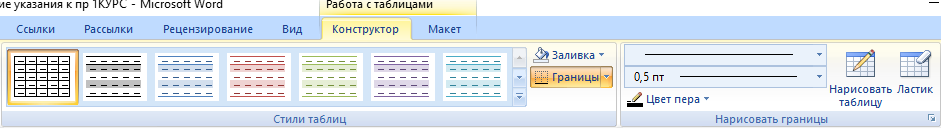 ие указания к пр 1КУРС - Microsoft Word
Работа с таблицами
Ссылки Рассылки Рецензирование Вид Конструктор Макет
Заливка
Границы
Стили таблиц
0,5 пт
Цвет пера
Нарисовать таблицу
Ластик
Нарисовать границы